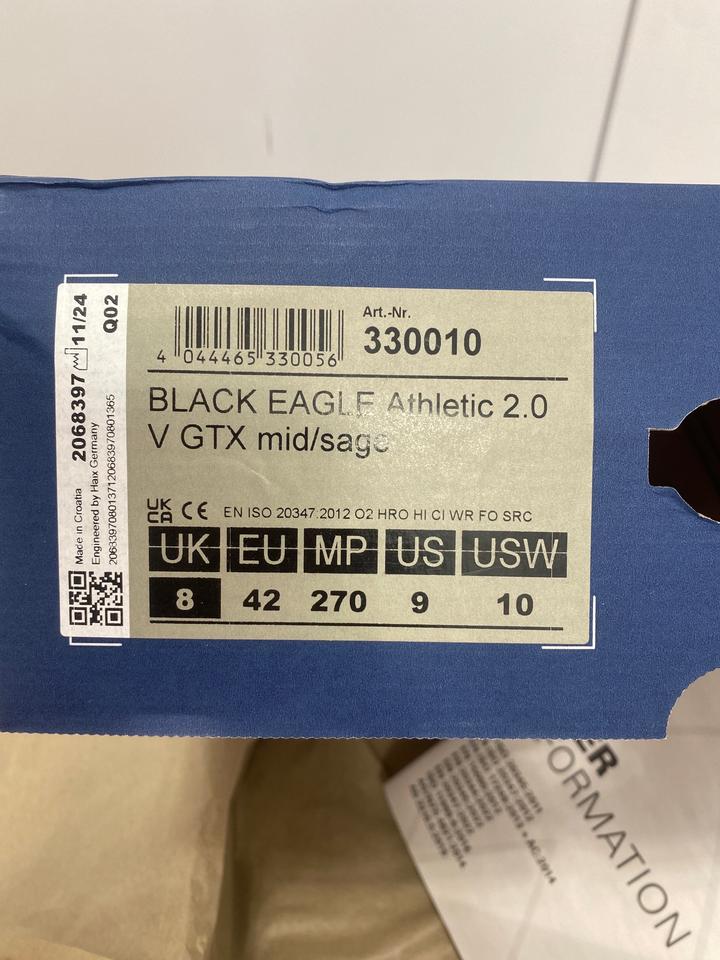 2068397 11/24 Q02
Made in Croatia
Engineered by Haix Germany
4 044465 330056
Art.-Nr.
330010
BLACK EAGLE Athletic 2.0
V GTX mid/sage
UK
CA CE EN ISO 20347:2012 O2 HRO HI CI WR FO SRC
UK EU MP US USW
8 42 270 9 10
ORMATION